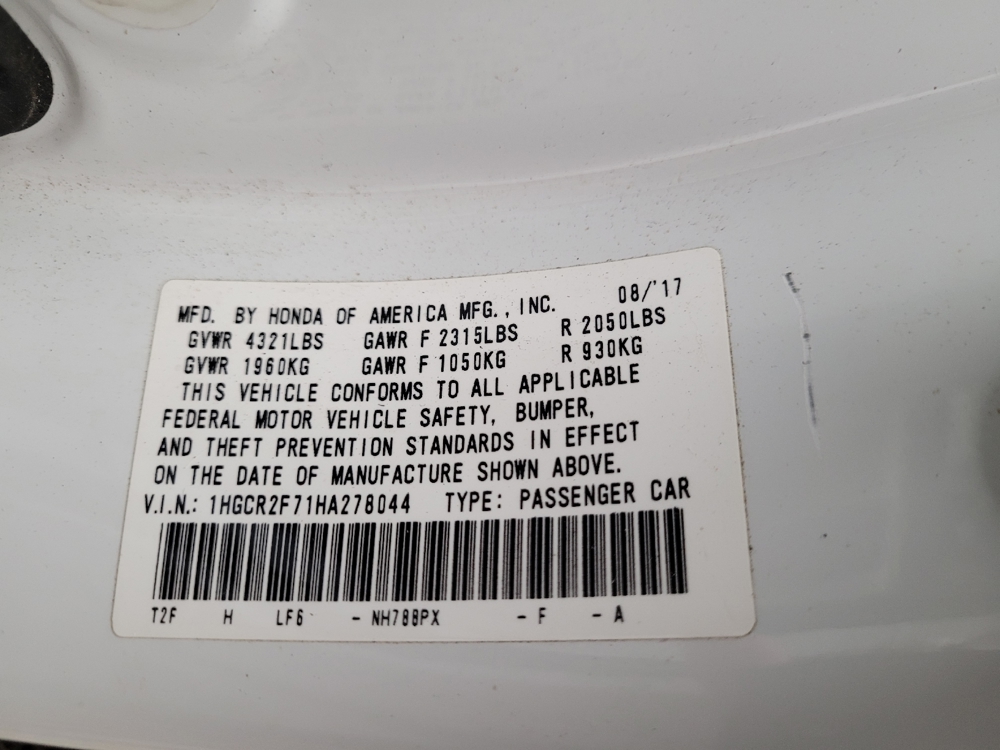 MFD. BY HONDA OF AMERICA MFG., INC. 08/'17
GVWR 4321LBS GAWR F 2315LBS R 2050LBS
GVWR 1960KG GAWR F 1050KG R 930KG
THIS VEHICLE CONFORMS TO ALL APPLICABLE
FEDERAL MOTOR VEHICLE SAFETY, BUMPER,
AND THEFT PREVENTION STANDARDS IN EFFECT
ON THE DATE OF MANUFACTURE SHOWN ABOVE.
V.I.N.: 1HGCR2F71HA278044 TYPE: PASSENGER CAR
T2F H LF6 - NH788PX - F - A